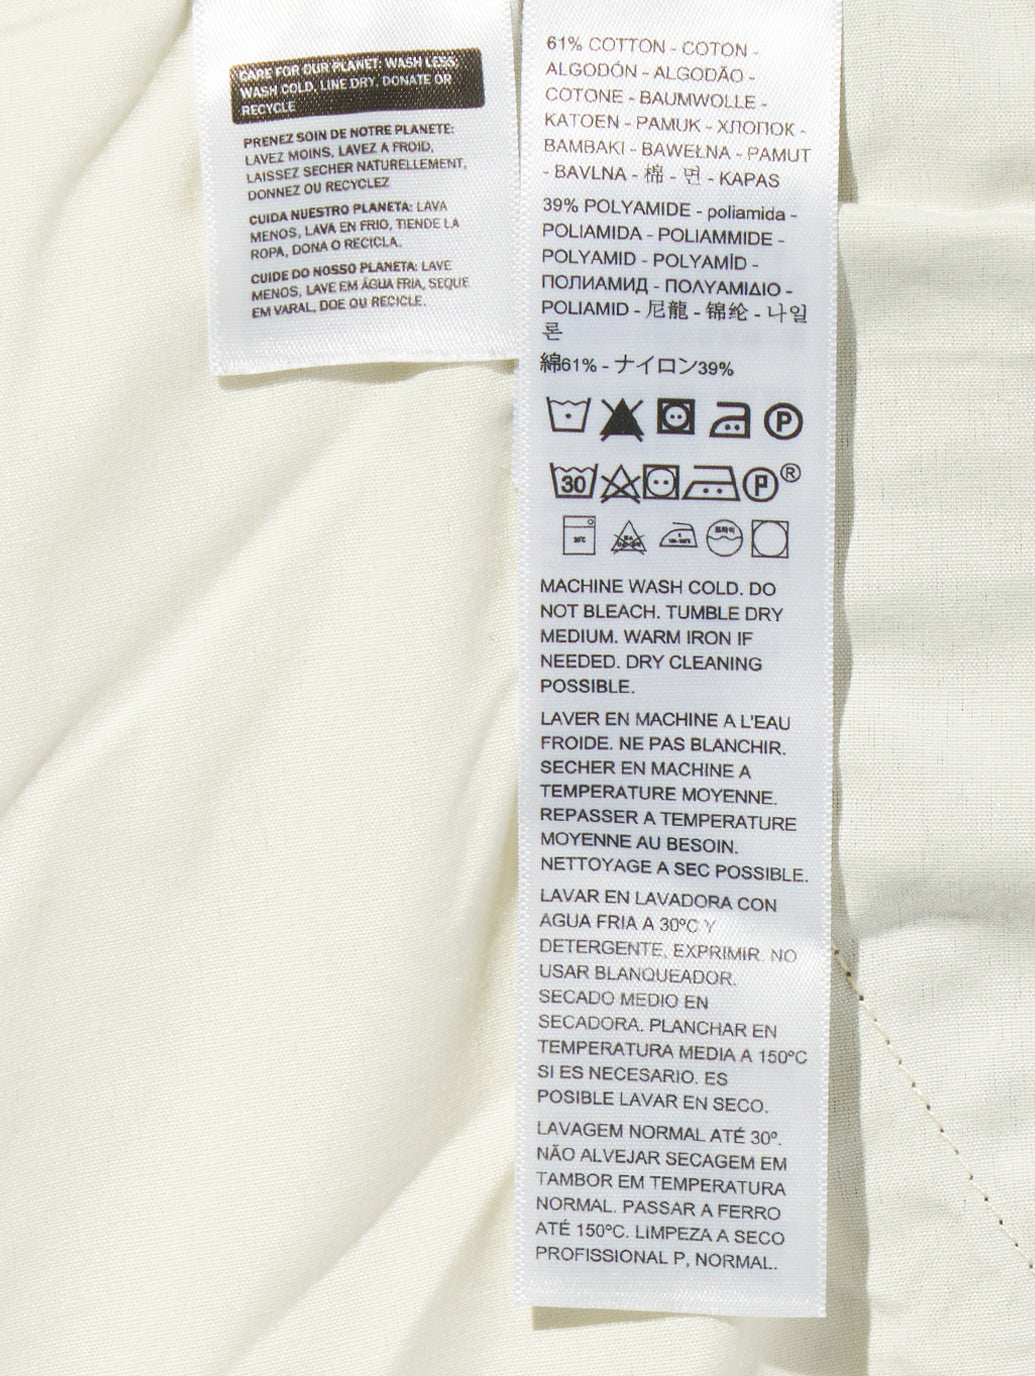 CARE FOR OUR PLANET: WASH LESS,
WASH COLD, LINE DRY, DONATE OR
RECYCLE
PRENEZ SOIN DE NOTRE PLANETE:
LAVEZ MOINS, LAVEZ A FROID,
LAISSEZ SECHER NATURELLEMENT,
DONNEZ OU RECYCLEZ
CUIDA NUESTRO PLANETA: LAVA
MENOS, LAVA EN FRIO, TIENDE LA
ROPA, DONA O RECICLA.
CUIDE DO NOSSO PLANETA: LAVE
MENOS, LAVE EM ÁGUA FRIA, SEQUE
EM VARAL, DOE OU RECICLE.
61% COTTON - COTON -
ALGODÓN - ALGODÃO -
COTONE - BAUMWOLLE -
KATOEN - PAMUK - ХЛОПОК -
BAMBAKI - BAWEŁNA - PAMUT
- BAVLNA - 棉 - 면 - KAPAS
39% POLYAMIDE - poliamida -
POLIAMIDA - POLIAMMIDE -
POLYAMID - POLYAMİD -
ПОЛИАМИД - ΠΟΛΥΑΜΙΔΙΟ -
POLIAMID - 尼龍 - 锦纶 - 나일
론
綿61% - ナイロン39%
P
30 P ®
MACHINE WASH COLD. DO
NOT BLEACH. TUMBLE DRY
MEDIUM. WARM IRON IF
NEEDED. DRY CLEANING
POSSIBLE.
LAVER EN MACHINE A L'EAU
FROIDE. NE PAS BLANCHIR.
SECHER EN MACHINE A
TEMPERATURE MOYENNE.
REPASSER A TEMPERATURE
MOYENNE AU BESOIN.
NETTOYAGE A SEC POSSIBLE.
LAVAR EN LAVADORA CON
AGUA FRIA A 30ºC Y
DETERGENTE, EXPRIMIR. NO
USAR BLANQUEADOR.
SECADO MEDIO EN
SECADORA. PLANCHAR EN
TEMPERATURA MEDIA A 150ºC
SI ES NECESARIO. ES
POSIBLE LAVAR EN SECO.
LAVAGEM NORMAL ATÉ 30º.
NÃO ALVEJAR SECAGEM EM
TAMBOR EM TEMPERATURA
NORMAL. PASSAR A FERRO
ATÉ 150ºC. LIMPEZA A SECO
PROFISSIONAL P, NORMAL.